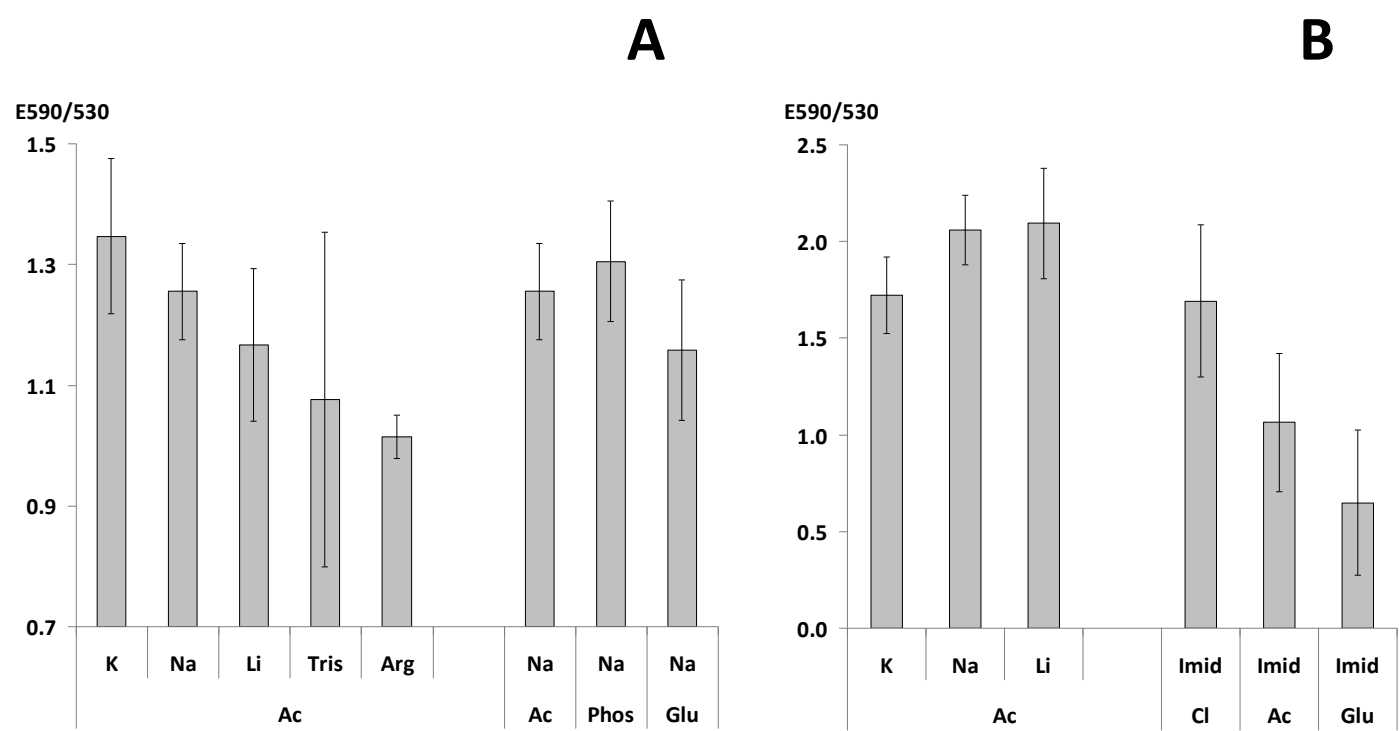 A
E590/530
1.5
1.3
1.1
0.9
0.7
K Na Li Tris Arg Na Na Na
Ac Ac Phos Glu
B
E590/530
2.5
2.0
1.5
1.0
0.5
0.0
K Na Li Imid Imid Imid
Ac Cl Ac Glu